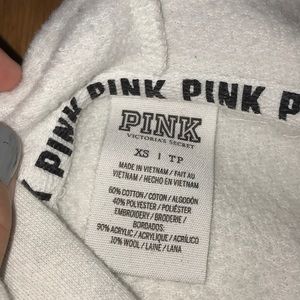 PINK PINK PINK PINK P
PINK
VICTORIA'S SECRET
XS | TP
MADE IN VIETNAM / FAIT AU
VIETNAM / HECHO EN VIETNAM
60% COTTON / COTON / ALGODÓN
40% POLYESTER / POLIÉSTER
EMBROIDERY / BRODERIE /
BORDADOS:
90% ACRYLIC / ACRYLIQUE / ACRÍLICO
10% WOOL / LAINE / LANA